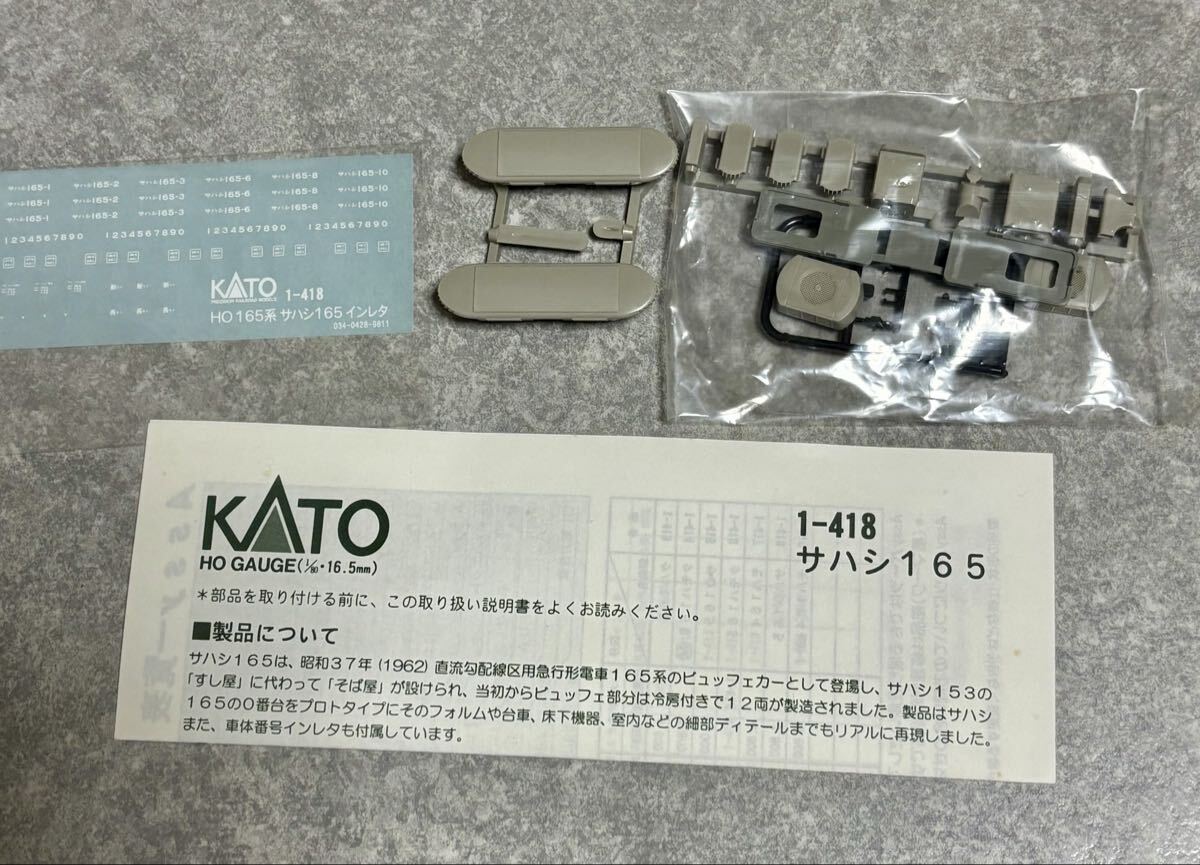 サハシ165-1 サハシ165-2 サハシ165-3 サハシ165-6 サハシ165-8 サハシ165-10
サハシ165-1 サハシ165-2 サハシ165-3 サハシ165-6 サハシ165-8 サハシ165-10
サハシ165-1 サハシ165-2 サハシ165-3 サハシ165-6 サハシ165-8 サハシ165-10
1234567890 1234567890 1234567890 1234567890
KATO 1-418
PRECISION RAILROAD MODELS
HO 165系 サハシ165 インレタ
034-0428-9811
KATO
HO GAUGE(1/80・16.5mm)
1-418
サハシ165
*部品を取り付ける前に、この取り扱い説明書をよくお読みください。
■製品について
サハシ165は、昭和37年(1962)直流勾配線区用急行形電車165系のビュッフェカーとして登場し、サハシ153の
「すし屋」に代わって「そば屋」が設けられ、当初からビュッフェ部分は冷房付きで12両が製造されました。製品はサハシ
165の0番台をプロトタイプにそのフォルムや台車、床下機器、室内などの細部ディテールまでもリアルに再現しました。
また、車体番号インレタも付属しています。